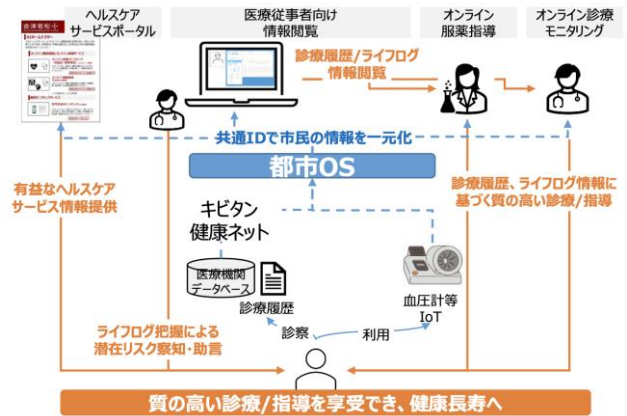 ヘルスケア
サービスポータル
医療従事者向け
情報閲覧
オンライン
服薬指導
オンライン診療
モニタリング
診療履歴/ライフログ
情報閲覧
共通IDで市民の情報を一元化
都市OS
有益なヘルスケア
サービス情報提供
診療履歴、ライフログ情報に
基づく質の高い診療/指導
キビタン
健康ネット
医療機関
データベース
診療履歴
血圧計等
IoT
診察
利用
ライフログ把握による
潜在リスク察知・助言
質の高い診療/指導を享受でき、健康長寿へ